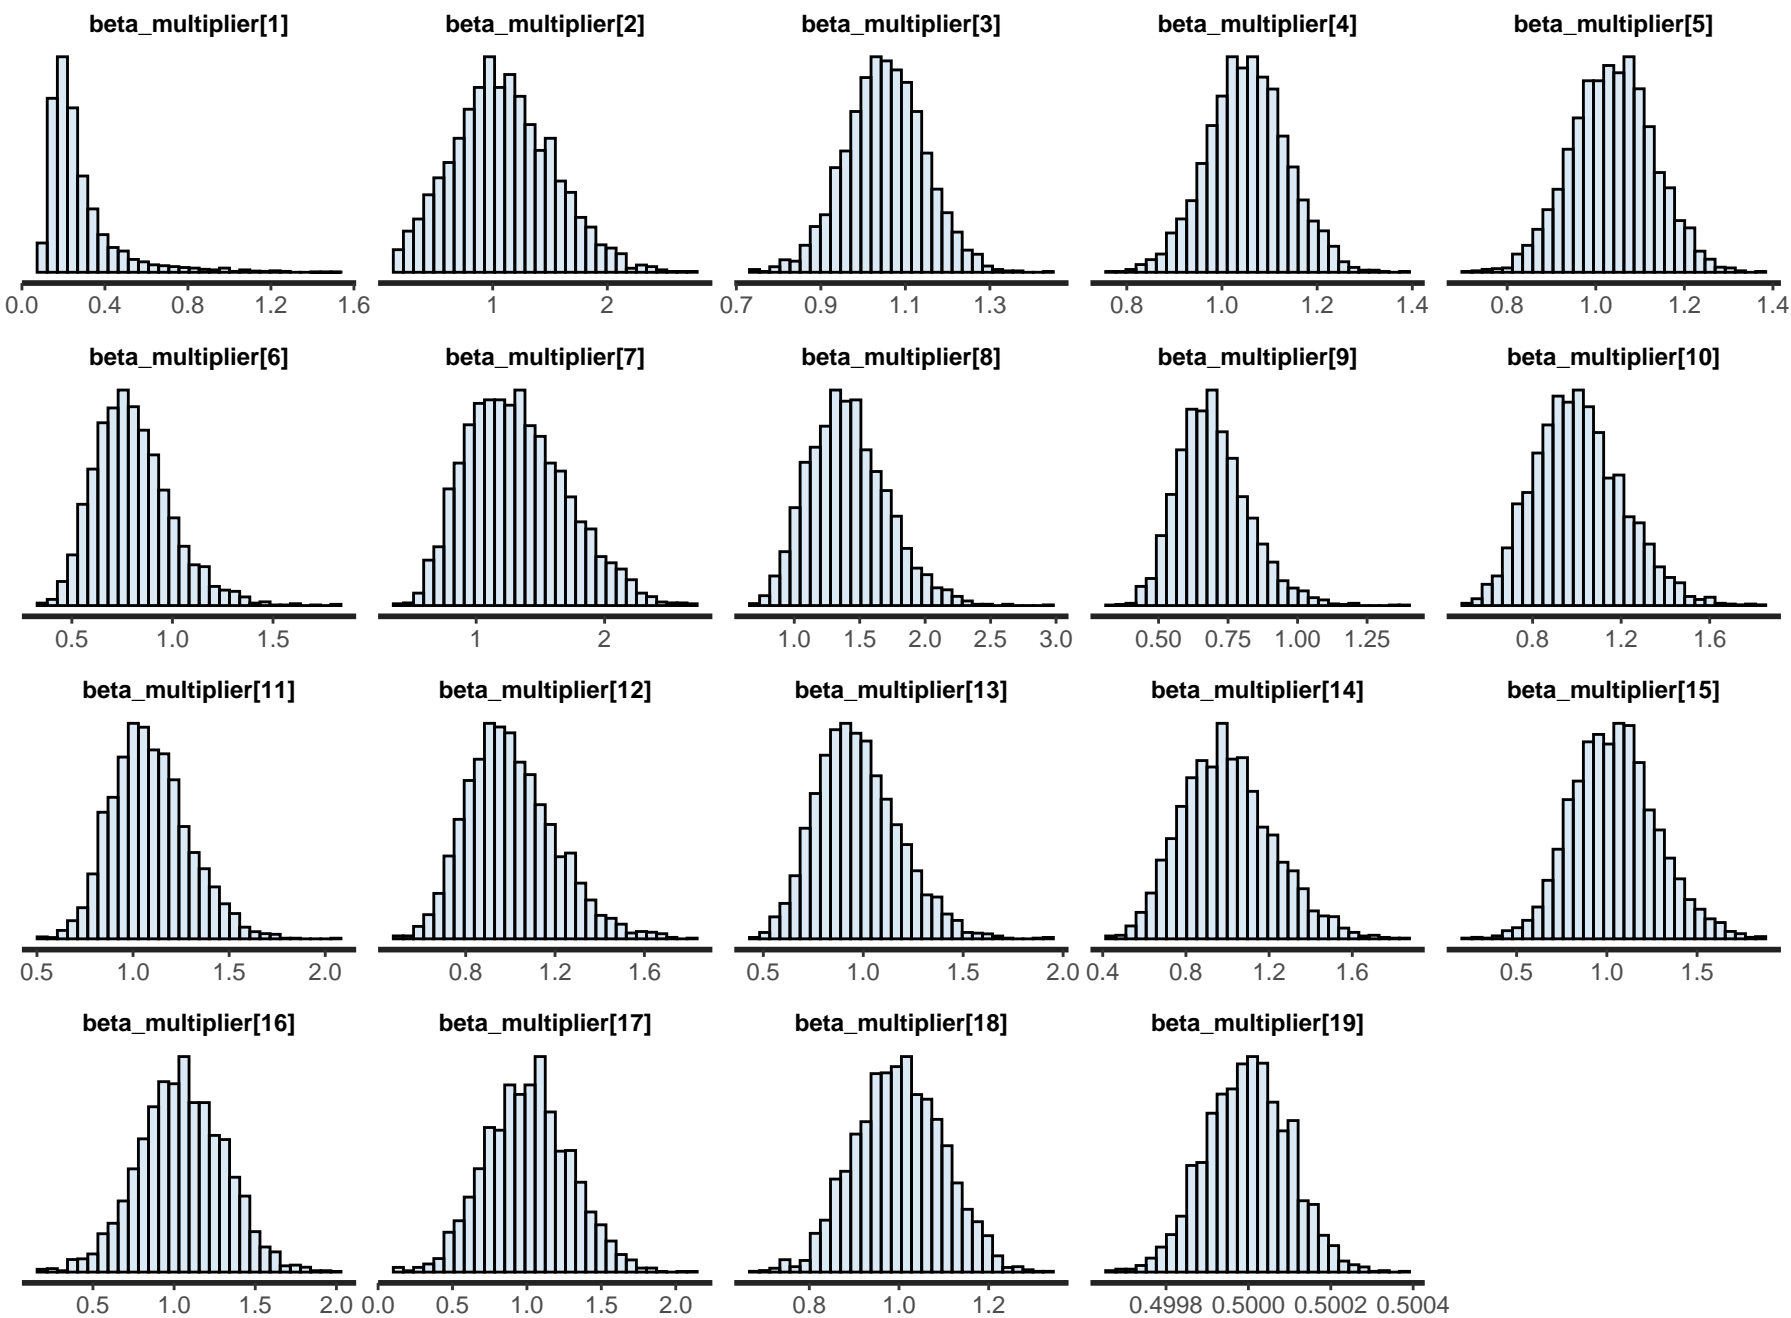 beta_multiplier[1] beta_multiplier[2] beta_multiplier[3] beta_multiplier[4] beta_multiplier[5]
0.0 0.4 0.8 1.2 1.6 1 2 0.7 0.9 1.1 1.3 0.8 1.0 1.2 1.4 0.8 1.0 1.2 1.4
beta_multiplier[6] beta_multiplier[7] beta_multiplier[8] beta_multiplier[9] beta_multiplier[10]
0.5 1.0 1.5 1 2 1.0 1.5 2.0 2.5 3.0 0.50 0.75 1.00 1.25 0.8 1.2 1.6
beta_multiplier[11] beta_multiplier[12] beta_multiplier[13] beta_multiplier[14] beta_multiplier[15]
0.5 1.0 1.5 2.0 0.8 1.2 1.6 0.5 1.0 1.5 2.0 0.4 0.8 1.2 1.6 0.5 1.0 1.5
beta_multiplier[16] beta_multiplier[17] beta_multiplier[18] beta_multiplier[19]
0.5 1.0 1.5 2.0 0.0 0.5 1.0 1.5 2.0 0.8 1.0 1.2 0.4998 0.5000 0.5002 0.5004